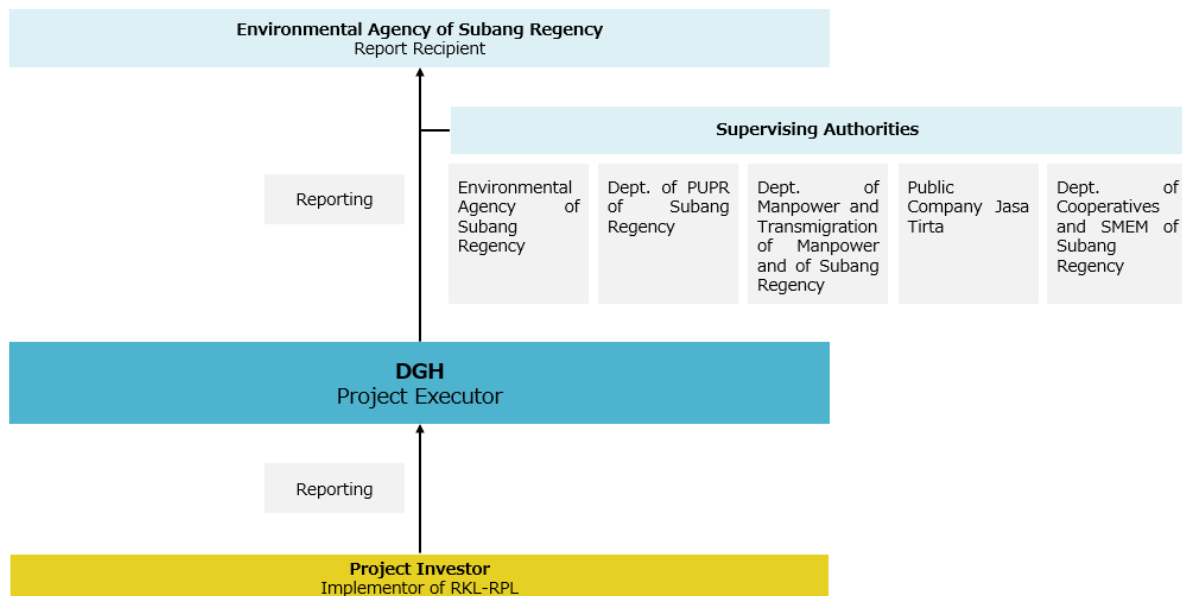 Environmental Agency of Subang Regency
Report Recipient
Supervising Authorities
Reporting
Environmental
Agency of
Subang
Regency
Dept. of PUPR
of Subang
Regency
Dept. of
Manpower and
Transmigration
of Manpower
and of Subang
Regency
Public
Company Jasa
Tirta
Dept. of
Cooperatives
and SMEM of
Subang
Regency
DGH
Project Executor
Reporting
Project Investor
Implementor of RKL-RPL